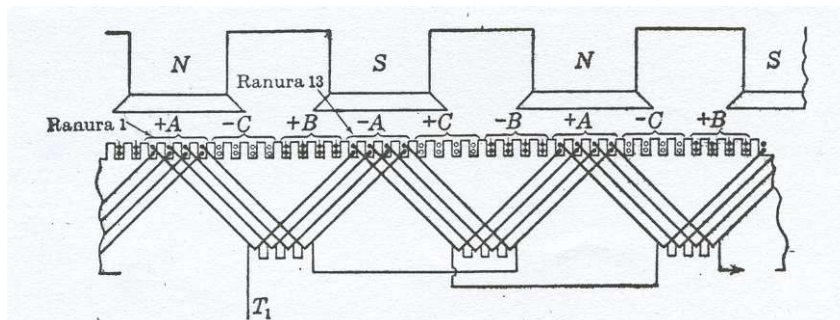 N S N S
Ranura 13
Ranura 1 +A -C +B -A +C -B +A -C +B
T₁